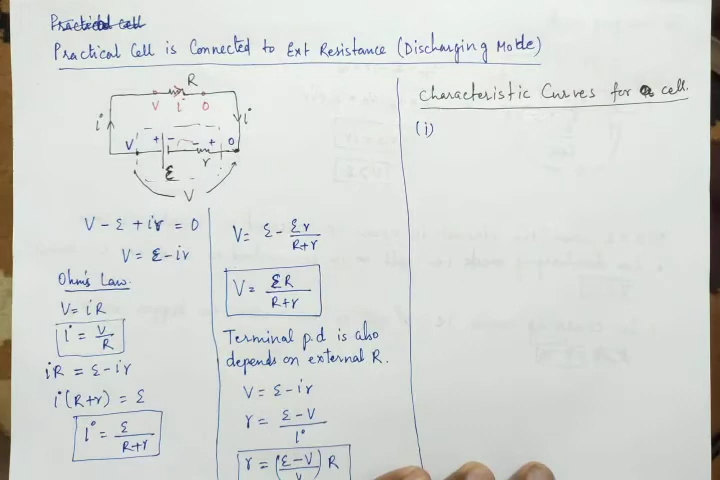 Practical cell
Practical Cell is Connected to Ext Resistance (Discharging Mode)
R
V i 0
i i
V + - - + 0
ε r
V
V - ε + ir = 0
V = ε - ir
Ohm's Law.
V = iR
i = V/R
iR = ε - ir
i(R+r) = ε
i = ε/(R+r)
V = ε - εr/(R+r)
V = εR/(R+r)
Terminal p.d is also
depends on external R.
V = ε - ir
r = (ε-V)/i
r = ((ε-V)/V) R
Characteristic Curves for a cell.
(i)